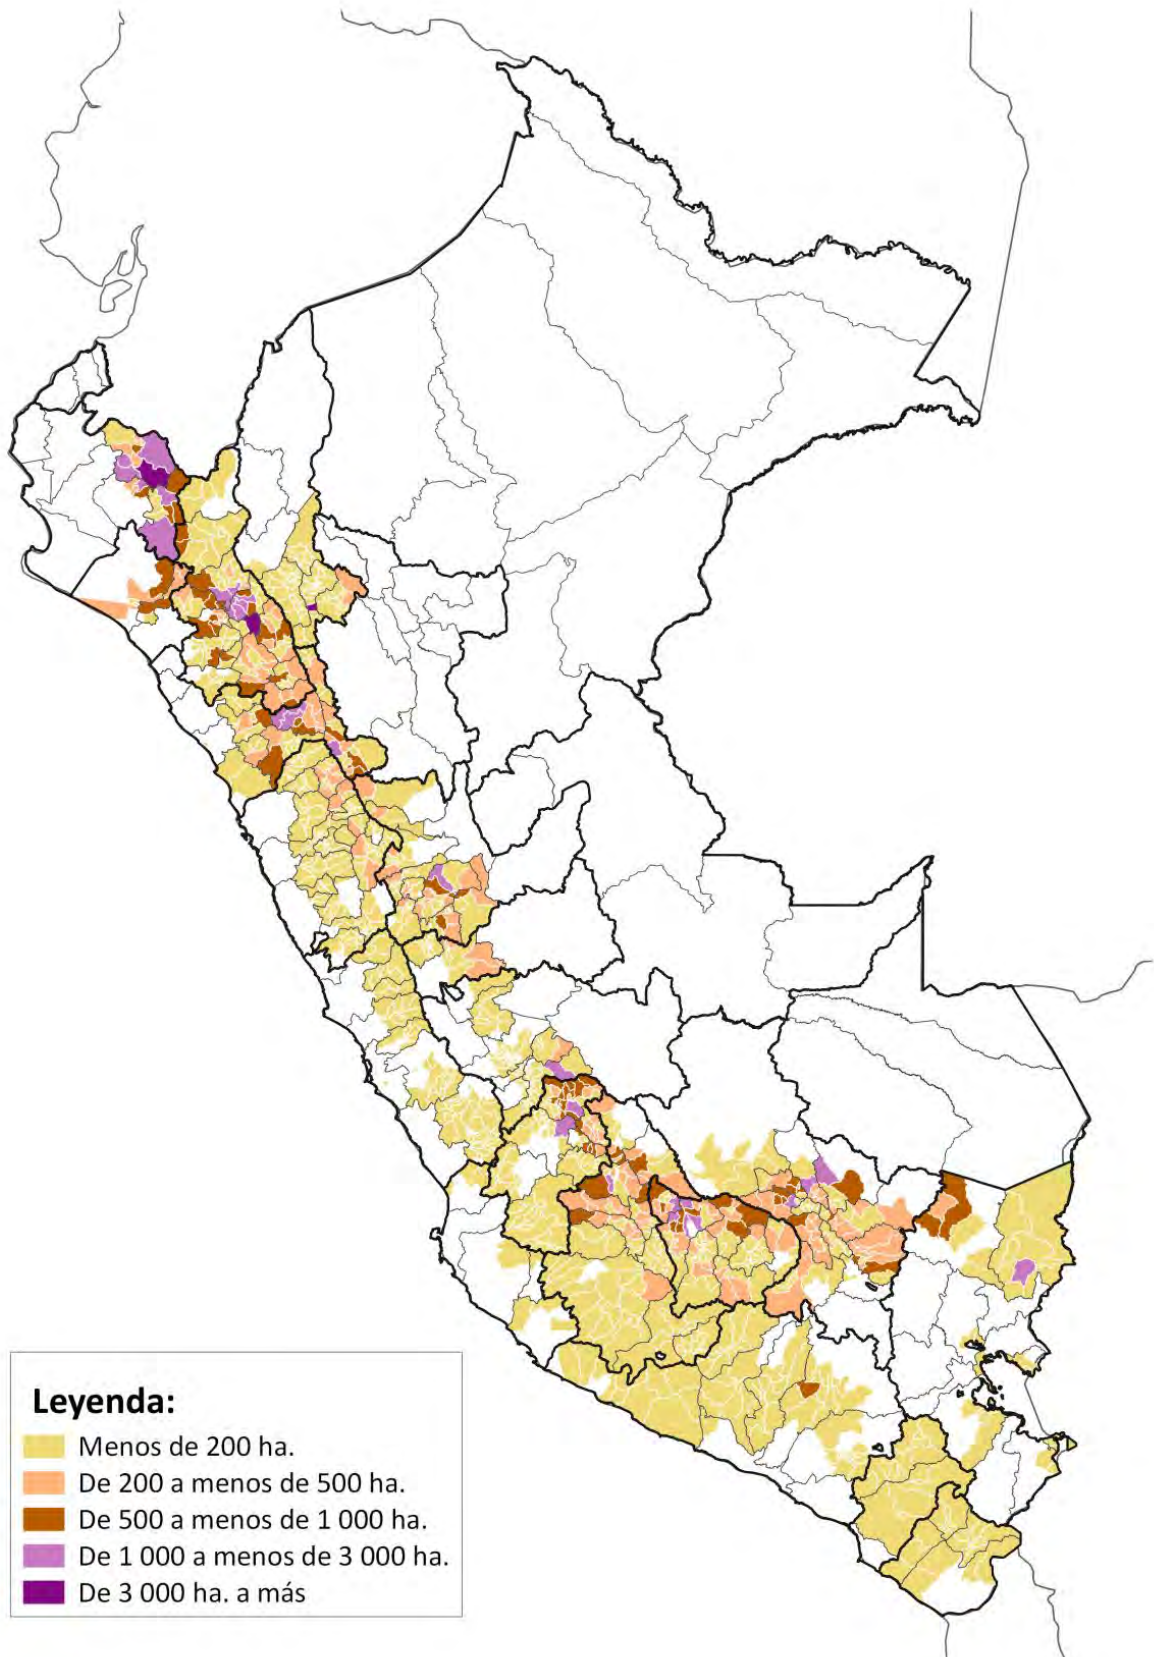 Leyenda:
Menos de 200 ha.
De 200 a menos de 500 ha.
De 500 a menos de 1 000 ha.
De 1 000 a menos de 3 000 ha.
De 3 000 ha. a más